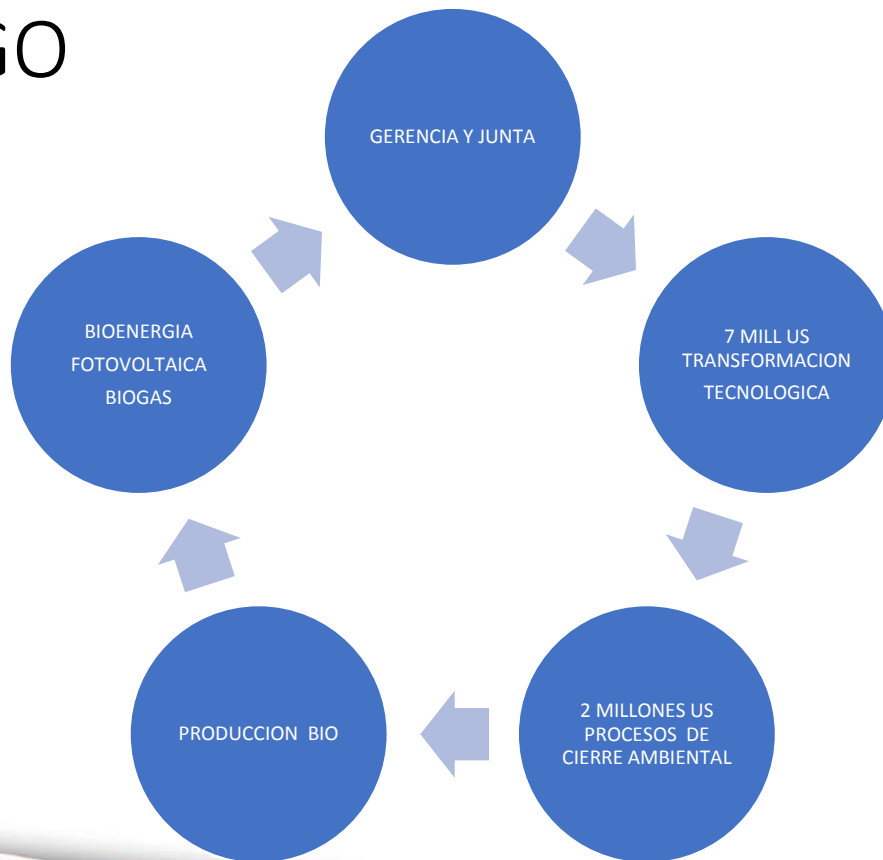 GO
GERENCIA Y JUNTA
7 MILL US
TRANSFORMACION
TECNOLOGICA
2 MILLONES US
PROCESOS DE
CIERRE AMBIENTAL
PRODUCCION BIO
BIOENERGIA
FOTOVOLTAICA
BIOGAS